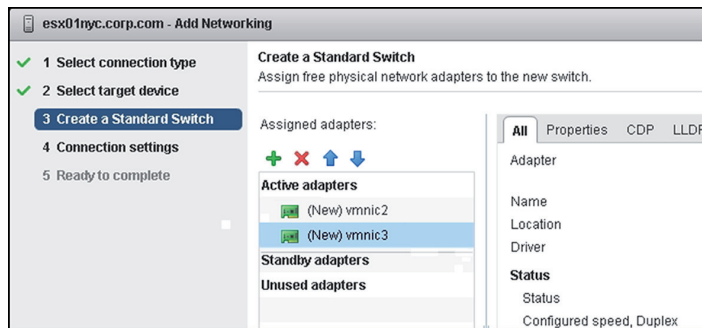 esx01nyc.corp.com - Add Networking
1 Select connection type
2 Select target device
3 Create a Standard Switch
4 Connection settings
5 Ready to complete
Create a Standard Switch
Assign free physical network adapters to the new switch.
Assigned adapters:
Active adapters
(New) vmnic2
(New) vmnic3
Standby adapters
Unused adapters
All Properties CDP LLDP
Adapter
Name
Location
Driver
Status
Status
Configured speed, Duplex